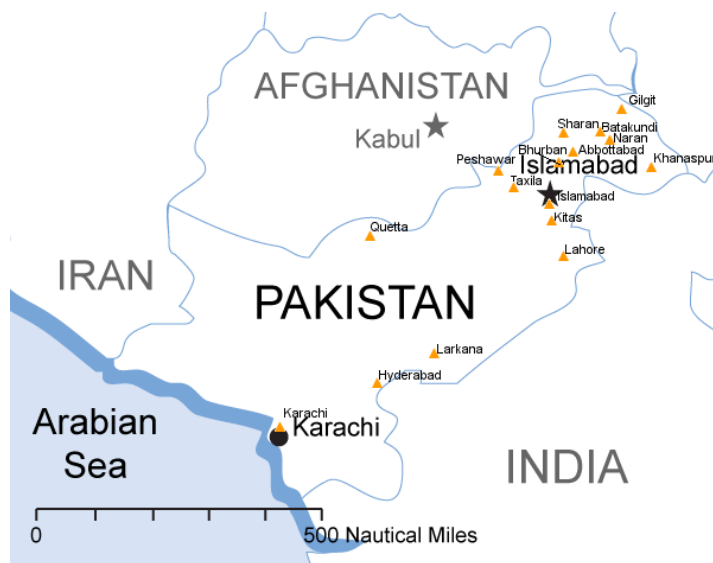 AFGHANISTAN
Kabul
Gilgit
Sharan
Batakundi
Naran
Bhurban
Abbottabad
Peshawar
Islamabad
Khanaspur
Taxila
Islamabad
Kitas
Quetta
Lahore
IRAN
PAKISTAN
Larkana
Hyderabad
Karachi
Karachi
Arabian
Sea
INDIA
0
500 Nautical Miles